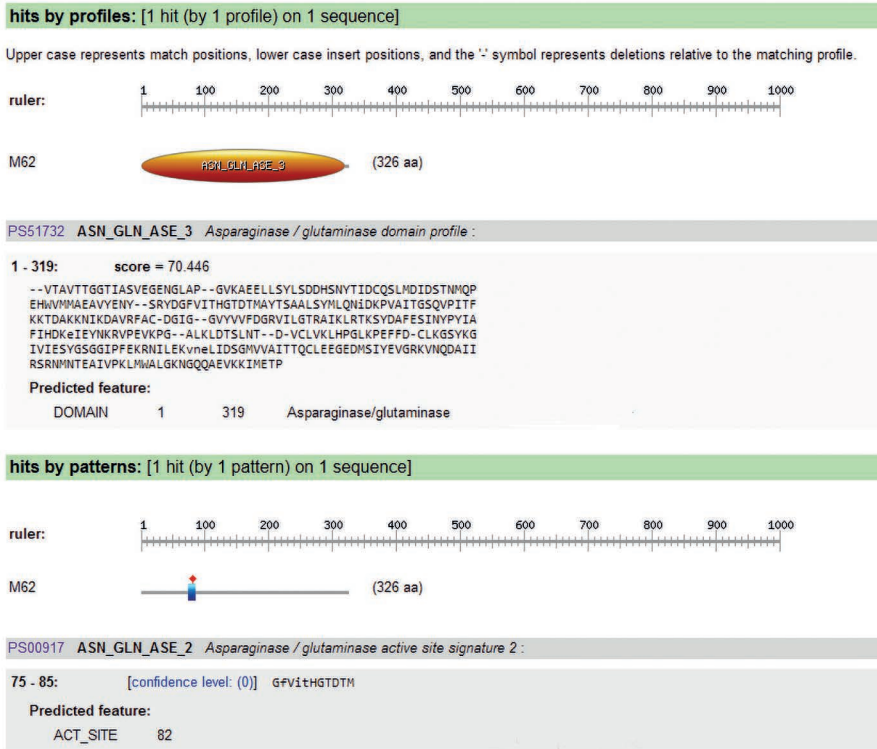 hits by profiles: [1 hit (by 1 profile) on 1 sequence]
Upper case represents match positions, lower case insert positions, and the '-' symbol represents deletions relative to the matching profile.
ruler: 1 100 200 300 400 500 600 700 800 900 1000
M62 ASN_GLN_ASE_3 (326 aa)
PS51732 ASN_GLN_ASE_3 Asparaginase / glutaminase domain profile :
1 - 319: score = 70.446
--VTAVTTGGTIASVEGENGLAP--GVKAEELLSYLSDDHSNYTIDCQSLMDIDSTNMQP
EHWVMMAEAVYENY--SRYDGFVITHGTDTMAYTSAALSYMLQNiDKPVAITGSQVPITF
KKTDAKKNIKDAVRFAC-DGIG--GVYVVFDGRVILGTRAIKLRTKSYDAFESINYPYIA
FIHDKeIEYNKRVPEVKPG--ALKLDTSLNT--D-VCLVKLHPGLKPEFFD-CLKGSYKG
IVIESYGSGGIPFEKRNILEKvneLIDSGMVVAITTQCLEEGEDMSIYEVGRKVNQDAII
RSRNMNTEAIVPKLMWALGKNGQQAEVKKIMETP
Predicted feature:
DOMAIN 1 319 Asparaginase/glutaminase
hits by patterns: [1 hit (by 1 pattern) on 1 sequence]
ruler: 1 100 200 300 400 500 600 700 800 900 1000
M62 (326 aa)
PS00917 ASN_GLN_ASE_2 Asparaginase / glutaminase active site signature 2 :
75 - 85: [confidence level: (0)] GfVitHGTDTM
Predicted feature:
ACT_SITE 82